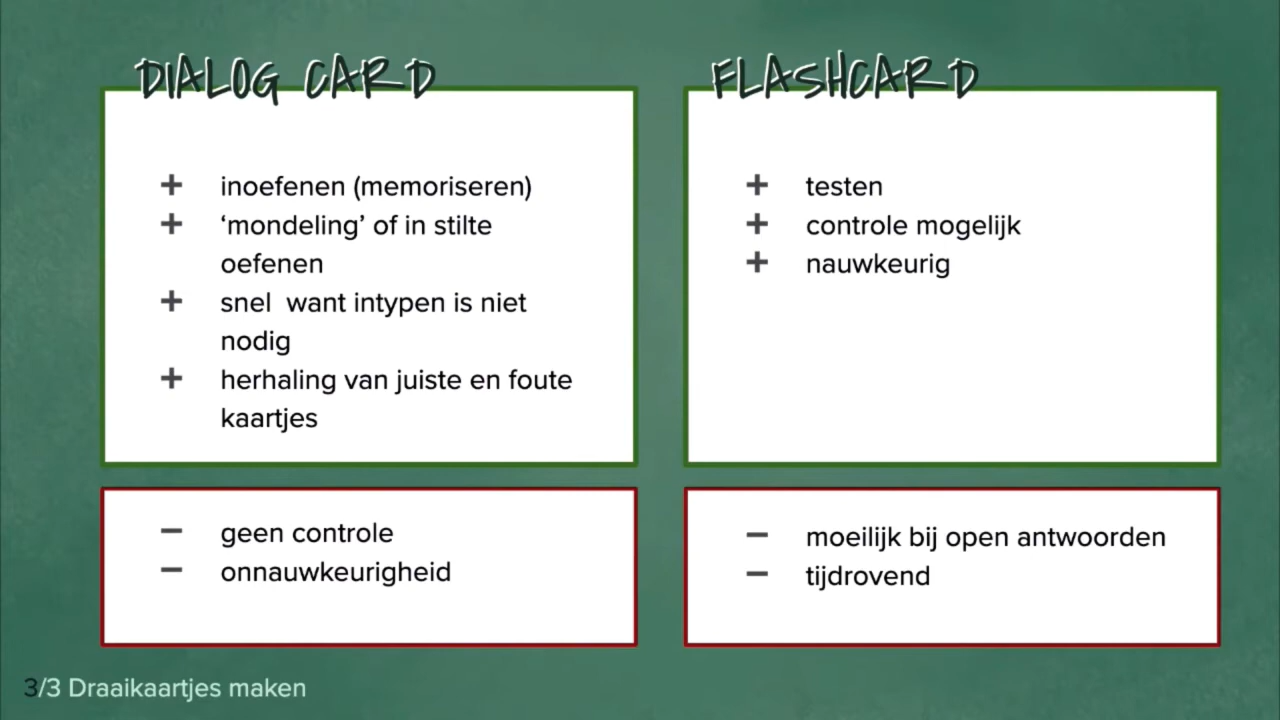 DIALOG CARD
+ inoefenen (memoriseren)
+ ‘mondeling’ of in stilte
oefenen
+ snel  want intypen is niet
nodig
+ herhaling van juiste en foute
kaartjes
− geen controle
− onnauwkeurigheid
FLASHCARD
+ testen
+ controle mogelijk
+ nauwkeurig
− moeilijk bij open antwoorden
− tijdrovend
3/3 Draaikaartjes maken